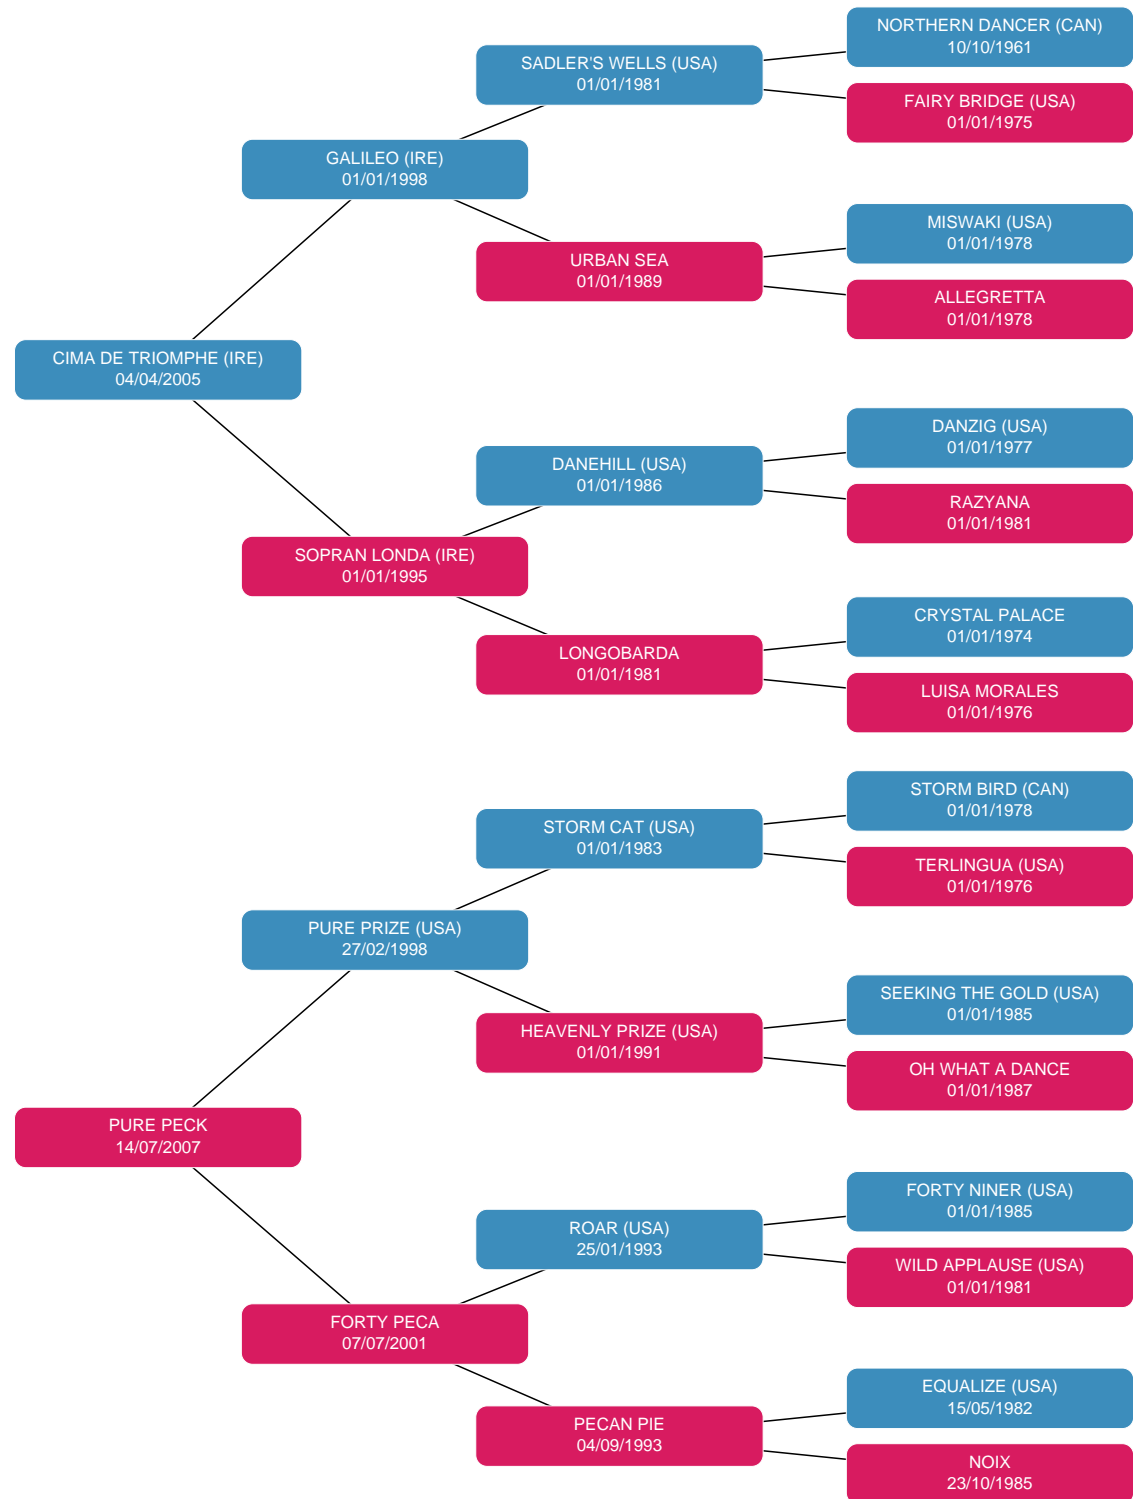 NORTHERN DANCER (CAN)
10/10/1961
SADLER'S WELLS (USA)
01/01/1981
FAIRY BRIDGE (USA)
01/01/1975
GALILEO (IRE)
01/01/1998
MISWAKI (USA)
01/01/1978
URBAN SEA
01/01/1989
ALLEGRETTA
01/01/1978
CIMA DE TRIOMPHE (IRE)
04/04/2005
DANZIG (USA)
01/01/1977
DANEHILL (USA)
01/01/1986
RAZYANA
01/01/1981
SOPRAN LONDA (IRE)
01/01/1995
CRYSTAL PALACE
01/01/1974
LONGOBARDA
01/01/1981
LUISA MORALES
01/01/1976
STORM BIRD (CAN)
01/01/1978
STORM CAT (USA)
01/01/1983
TERLINGUA (USA)
01/01/1976
PURE PRIZE (USA)
27/02/1998
SEEKING THE GOLD (USA)
01/01/1985
HEAVENLY PRIZE (USA)
01/01/1991
OH WHAT A DANCE
01/01/1987
PURE PECK
14/07/2007
FORTY NINER (USA)
01/01/1985
ROAR (USA)
25/01/1993
WILD APPLAUSE (USA)
01/01/1981
FORTY PECA
07/07/2001
EQUALIZE (USA)
15/05/1982
PECAN PIE
04/09/1993
NOIX
23/10/1985